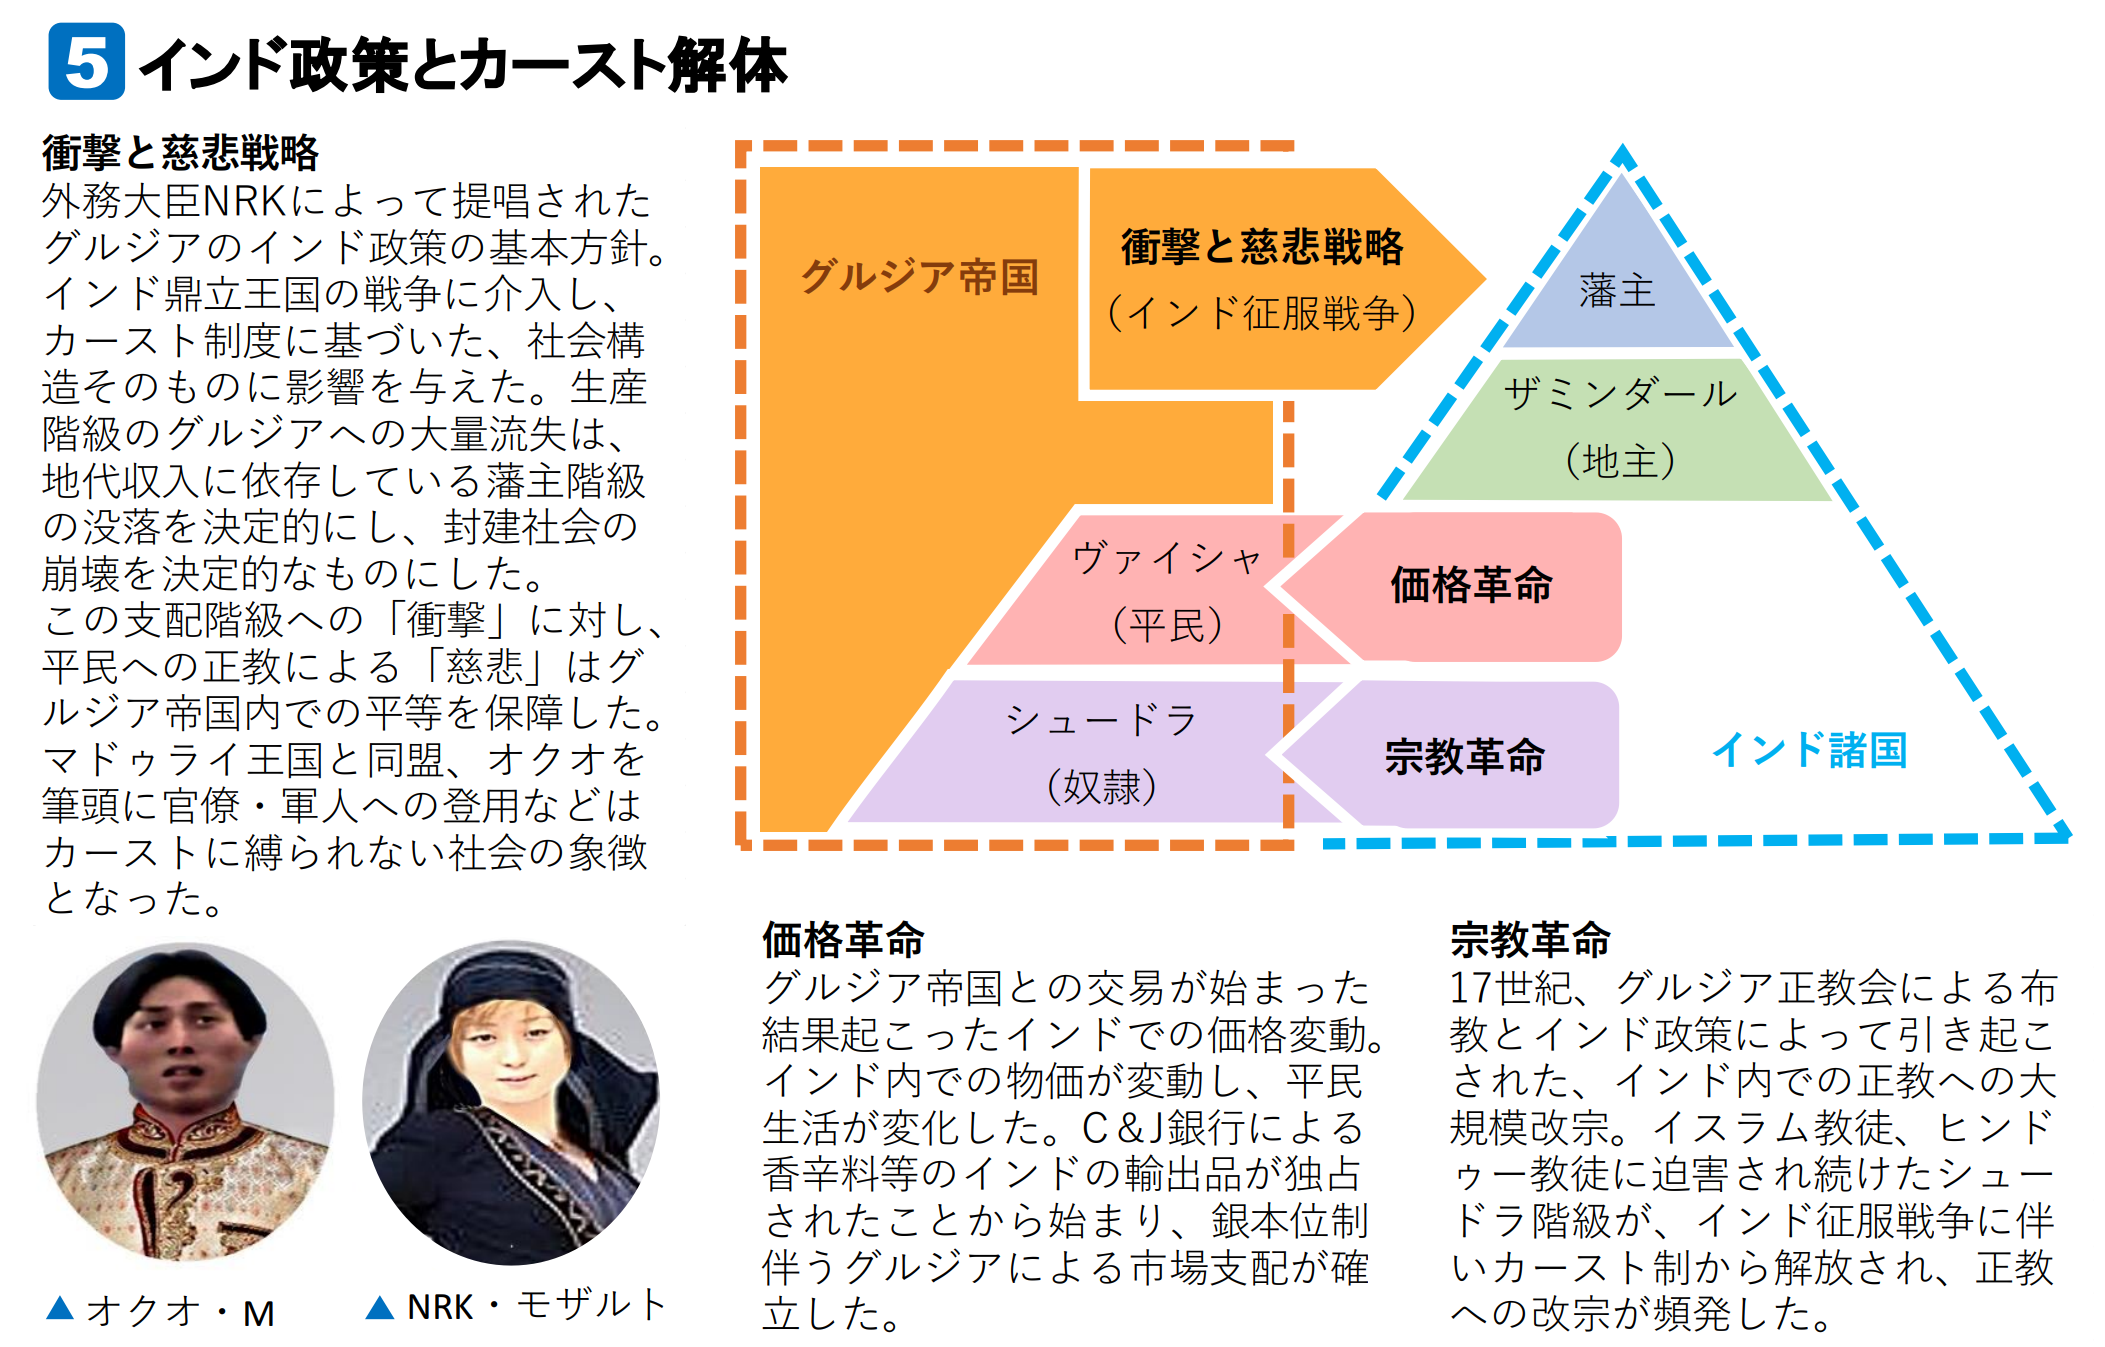 5 インド政策とカースト解体
衝撃と慈悲戦略
外務大臣NRKによって提唱された
グルジアのインド政策の基本方針。
インド鼎立王国の戦争に介入し、
カースト制度に基づいた、社会構
造そのものに影響を与えた。生産
階級のグルジアへの大量流失は、
地代収入に依存している藩主階級
の没落を決定的にし、封建社会の
崩壊を決定的なものにした。
この支配階級への「衝撃」に対し、
平民への正教による「慈悲」はグ
ルジア帝国内での平等を保障した。
マドゥライ王国と同盟、オクオを
筆頭に官僚・軍人への登用などは
カーストに縛られない社会の象徴
となった。
▲オクオ・M
▲NRK・モザルト
グルジア帝国
衝撃と慈悲戦略
（インド征服戦争）
藩主
ザミンダール
（地主）
ヴァイシャ
（平民）
価格革命
シュードラ
（奴隷）
宗教革命
インド諸国
価格革命
グルジア帝国との交易が始まった
結果起こったインドでの価格変動。
インド内での物価が変動し、平民
生活が変化した。C＆J銀行による
香辛料等のインドの輸出品が独占
されたことから始まり、銀本位制
伴うグルジアによる市場支配が確
立した。
宗教革命
17世紀、グルジア正教会による布
教とインド政策によって引き起こ
された、インド内での正教への大
規模改宗。イスラム教徒、ヒンド
ゥー教徒に迫害され続けたシュー
ドラ階級が、インド征服戦争に伴
いカースト制から解放され、正教
への改宗が頻発した。